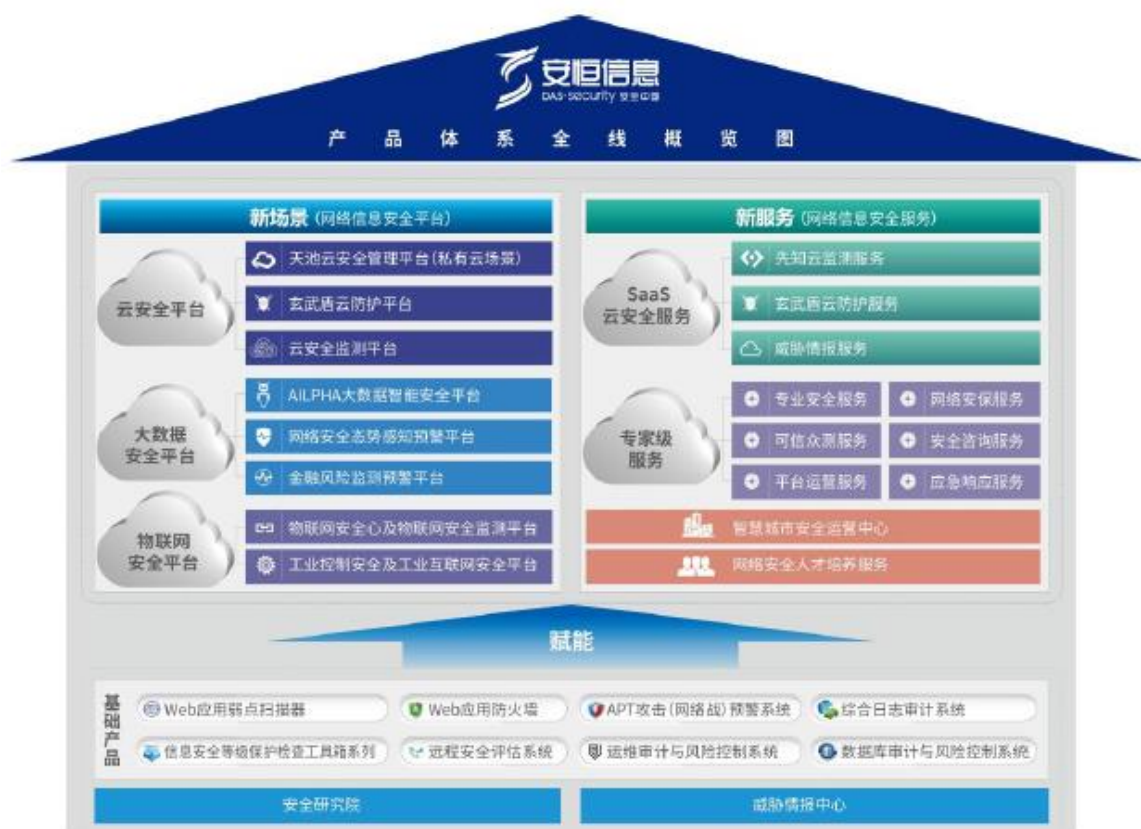 安恒信息
DAS-security 安全中国
产品体系全线概览图
新场景(网络信息安全平台)
云安全平台
天池云安全管理平台(私有云场景)
玄武盾云防护平台
云安全监测平台
大数据
安全平台
AILPHA大数据智能安全平台
网络安全态势感知预警平台
金融风险监测预警平台
物联网
安全平台
物联网安全心及物联网安全监测平台
工业控制安全及工业互联网安全平台
新服务(网络信息安全服务)
SaaS
云安全服务
先知云监测服务
玄武盾云防护服务
威胁情报服务
专家级
服务
专业安全服务
网络安保服务
可信众测服务
安全咨询服务
平台运营服务
应急响应服务
智慧城市安全运营中心
网络安全人才培养服务
赋能
基础产品
Web应用弱点扫描器
Web应用防火墙
APT攻击(网络战)预警系统
综合日志审计系统
信息安全等级保护检查工具箱系列
远程安全评估系统
运维审计与风险控制系统
数据库审计与风险控制系统
安全研究院
威胁情报中心